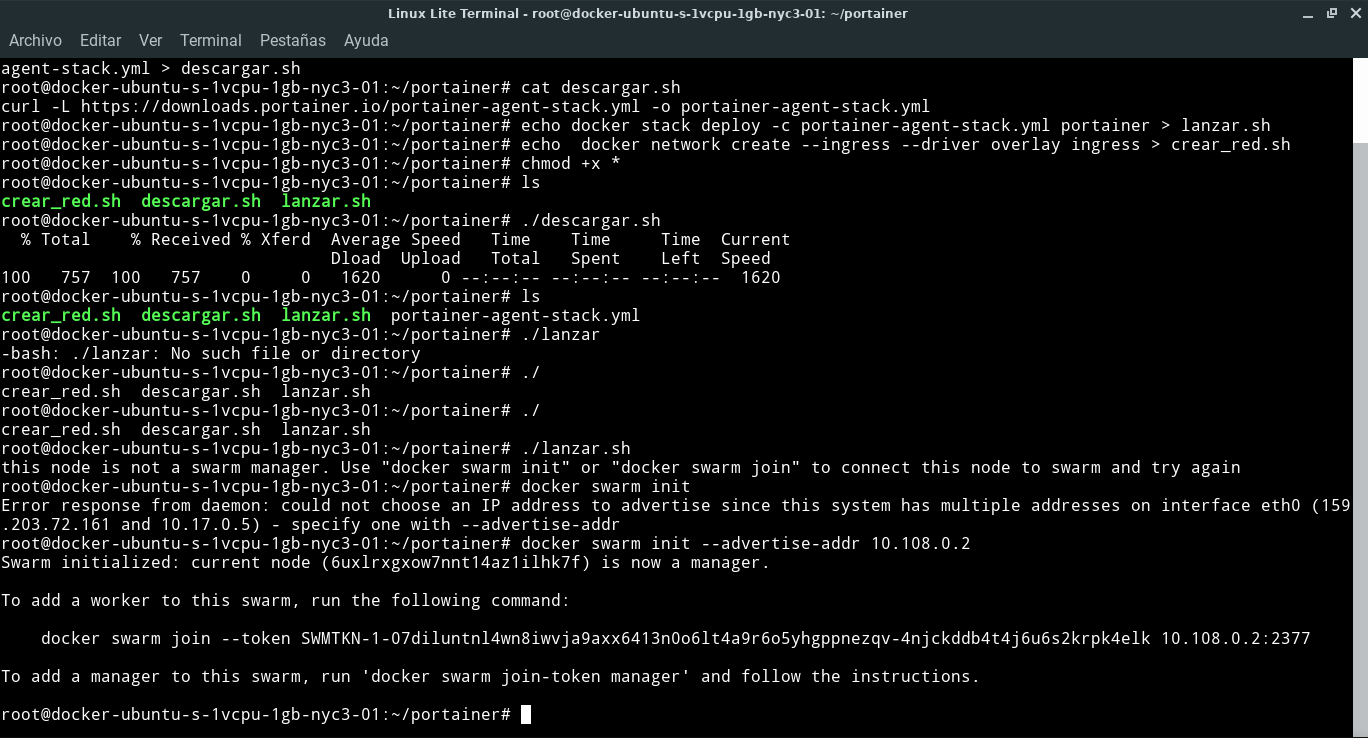 Linux Lite Terminal - root@docker-ubuntu-s-1vcpu-1gb-nyc3-01: ~/portainer
Archivo Editar Ver Terminal Pestañas Ayuda
agent-stack.yml > descargar.sh
root@docker-ubuntu-s-1vcpu-1gb-nyc3-01:~/portainer# cat descargar.sh
curl -L https://downloads.portainer.io/portainer-agent-stack.yml -o portainer-agent-stack.yml
root@docker-ubuntu-s-1vcpu-1gb-nyc3-01:~/portainer# echo docker stack deploy -c portainer-agent-stack.yml portainer > lanzar.sh
root@docker-ubuntu-s-1vcpu-1gb-nyc3-01:~/portainer# echo  docker network create --ingress --driver overlay ingress > crear_red.sh
root@docker-ubuntu-s-1vcpu-1gb-nyc3-01:~/portainer# chmod +x *
root@docker-ubuntu-s-1vcpu-1gb-nyc3-01:~/portainer# ls
crear_red.sh  descargar.sh  lanzar.sh
root@docker-ubuntu-s-1vcpu-1gb-nyc3-01:~/portainer# ./descargar.sh
  % Total    % Received % Xferd  Average Speed   Time    Time     Time  Current
                                 Dload  Upload   Total   Spent    Left  Speed
100   757  100   757    0     0   1620      0 --:--:-- --:--:-- --:--:--  1620
root@docker-ubuntu-s-1vcpu-1gb-nyc3-01:~/portainer# ls
crear_red.sh  descargar.sh  lanzar.sh  portainer-agent-stack.yml
root@docker-ubuntu-s-1vcpu-1gb-nyc3-01:~/portainer# ./lanzar
-bash: ./lanzar: No such file or directory
root@docker-ubuntu-s-1vcpu-1gb-nyc3-01:~/portainer# ./
crear_red.sh  descargar.sh  lanzar.sh
root@docker-ubuntu-s-1vcpu-1gb-nyc3-01:~/portainer# ./
crear_red.sh  descargar.sh  lanzar.sh
root@docker-ubuntu-s-1vcpu-1gb-nyc3-01:~/portainer# ./lanzar.sh
this node is not a swarm manager. Use "docker swarm init" or "docker swarm join" to connect this node to swarm and try again
root@docker-ubuntu-s-1vcpu-1gb-nyc3-01:~/portainer# docker swarm init
Error response from daemon: could not choose an IP address to advertise since this system has multiple addresses on interface eth0 (159
.203.72.161 and 10.17.0.5) - specify one with --advertise-addr
root@docker-ubuntu-s-1vcpu-1gb-nyc3-01:~/portainer# docker swarm init --advertise-addr 10.108.0.2
Swarm initialized: current node (6uxlrxgxow7nnt14az1ilhk7f) is now a manager.
To add a worker to this swarm, run the following command:
    docker swarm join --token SWMTKN-1-07diluntnl4wn8iwvja9axx6413n0o6lt4a9r6o5yhgppnezqv-4njckddb4t4j6u6s2krpk4elk 10.108.0.2:2377
To add a manager to this swarm, run 'docker swarm join-token manager' and follow the instructions.
root@docker-ubuntu-s-1vcpu-1gb-nyc3-01:~/portainer#